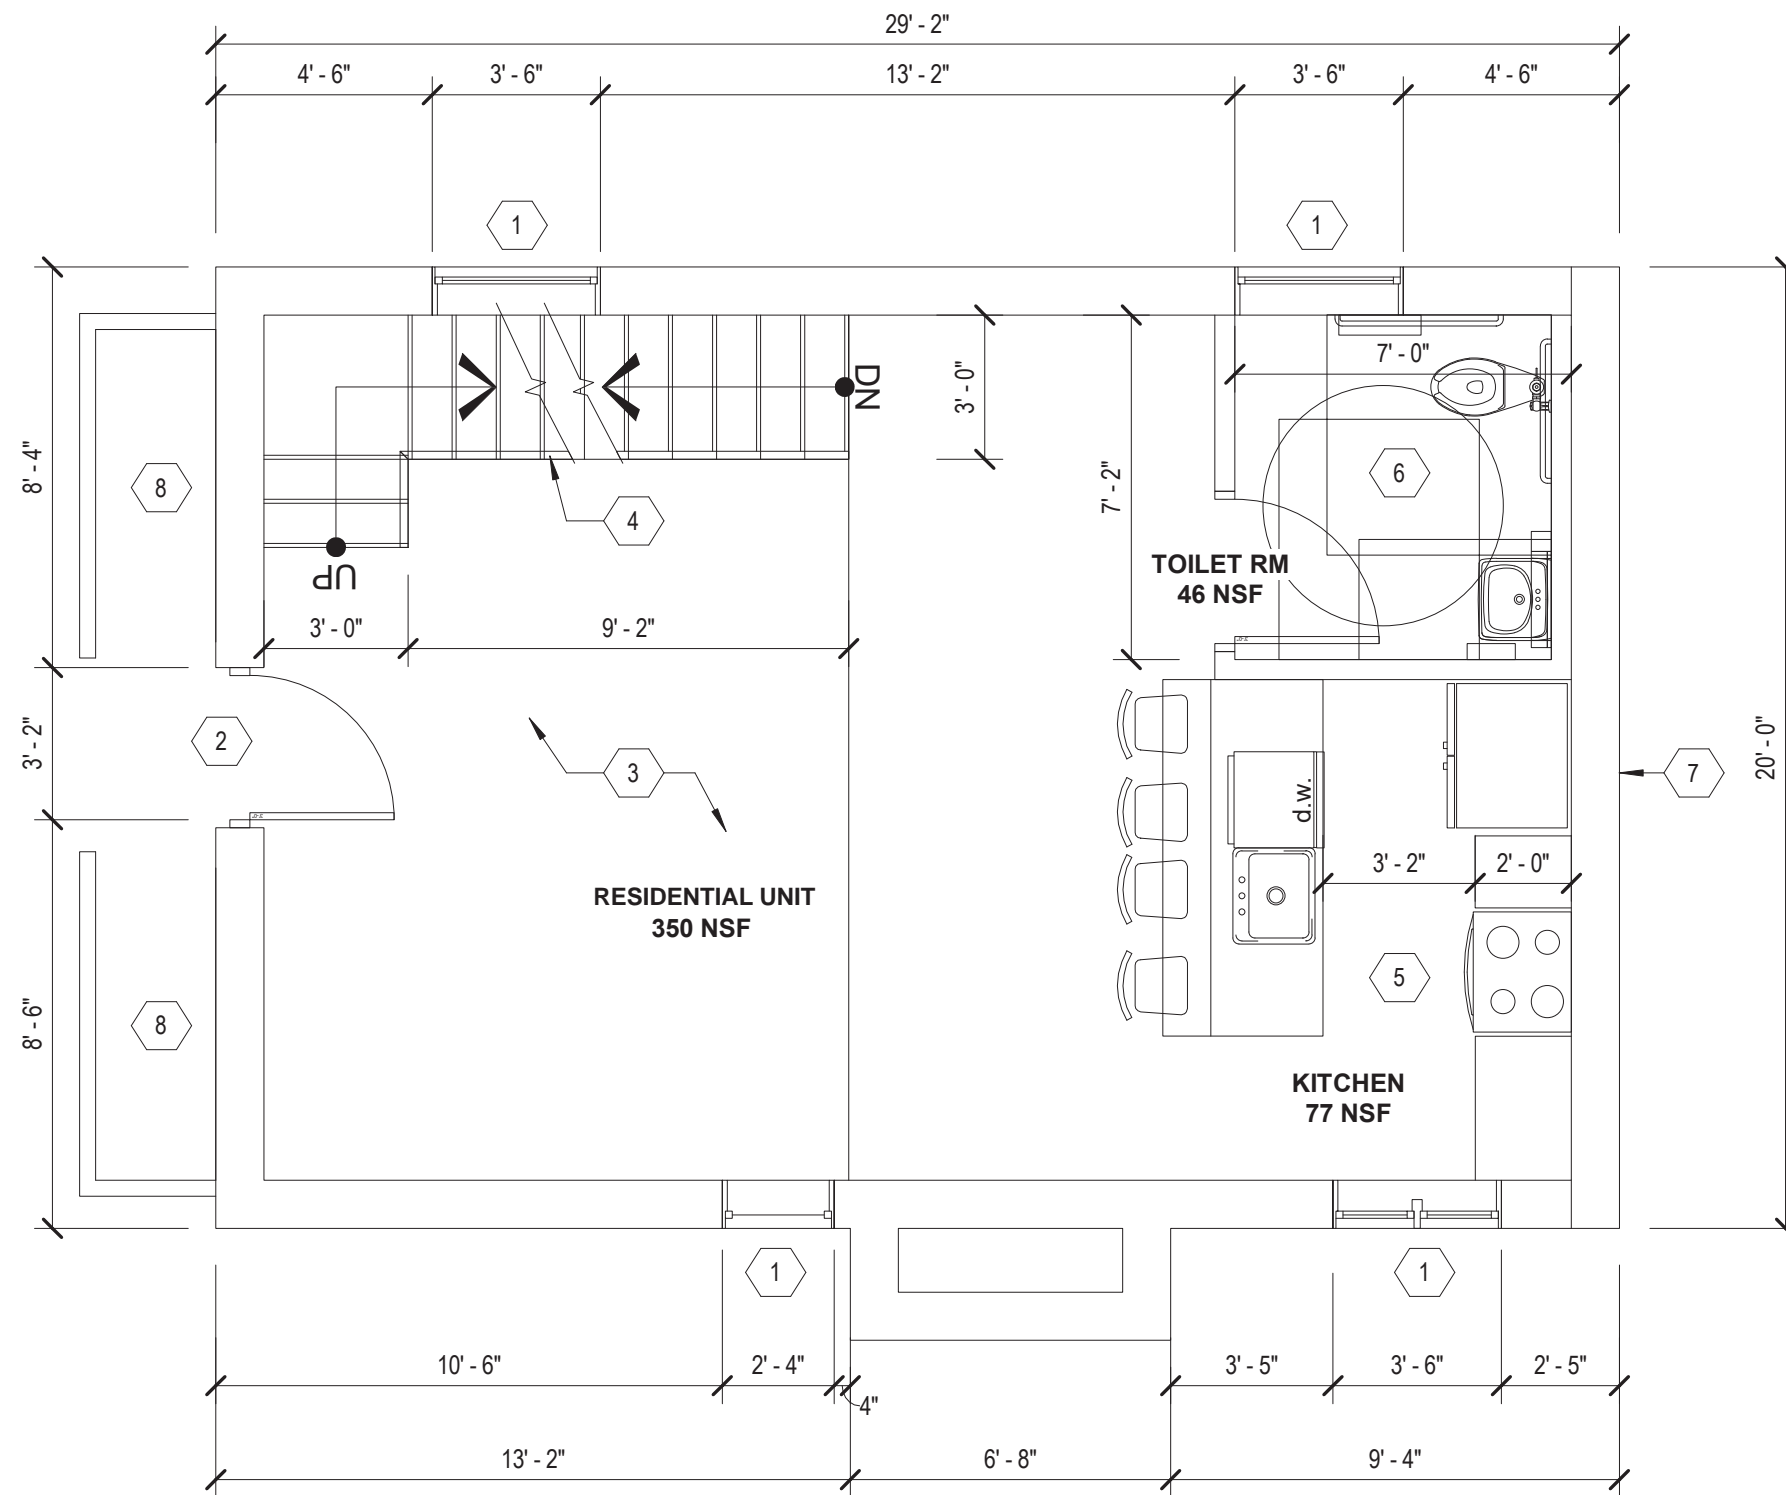 29' - 2"
4' - 6"
3' - 6"
13' - 2"
3' - 6"
4' - 6"
1
1
7' - 0"
DN
3' - 0"
8' - 4"
8
6
7' - 2"
4
TOILET RM
46 NSF
UP
3' - 0"
9' - 2"
2
3' - 2"
3
7
20' - 0"
d.w.
3' - 2"
2' - 0"
RESIDENTIAL UNIT
350 NSF
5
8' - 6"
8
KITCHEN
77 NSF
1
1
10' - 6"
2' - 4"
4"
3' - 5"
3' - 6"
2' - 5"
13' - 2"
6' - 8"
9' - 4"